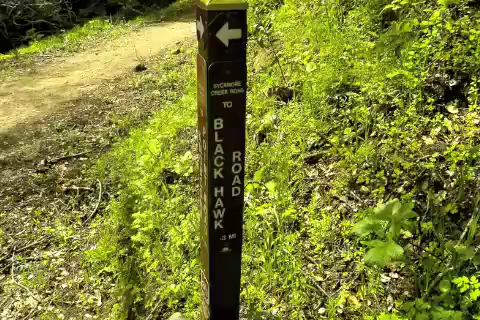 SYCAMORE
CREEK ROAD
TO
BLACK HAWK
ROAD
.3 MI